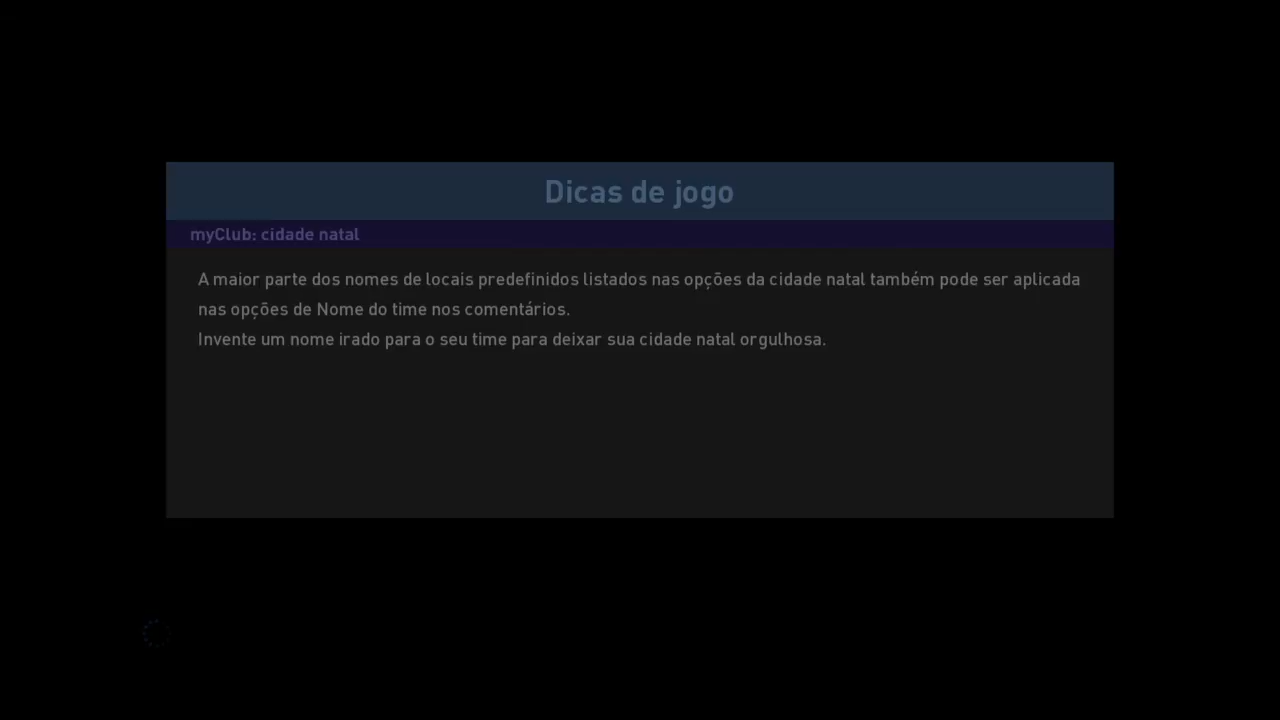 Dicas de jogo
myClub: cidade natal
A maior parte dos nomes de locais predefinidos listados nas opções da cidade natal também pode ser aplicada
nas opções de Nome do time nos comentários.
Invente um nome irado para o seu time para deixar sua cidade natal orgulhosa.